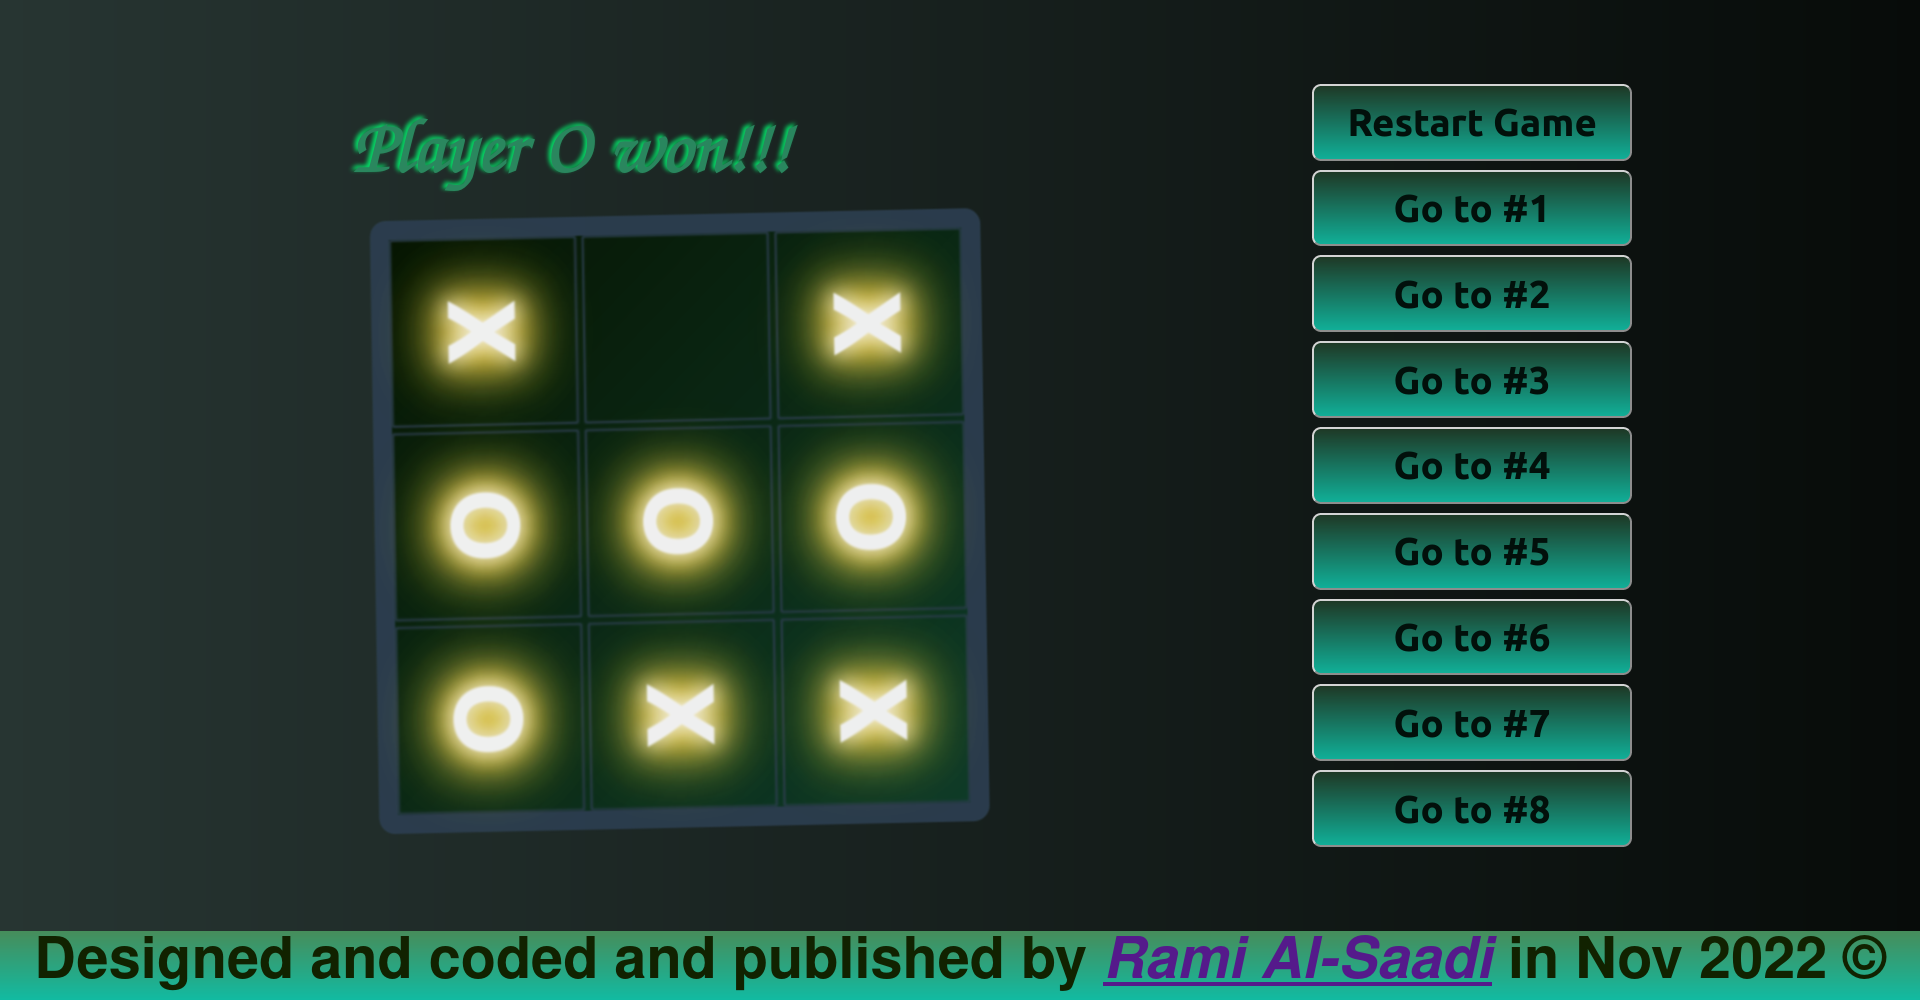 Player O won!!!
X X
O O O
O X X
Restart Game
Go to #1
Go to #2
Go to #3
Go to #4
Go to #5
Go to #6
Go to #7
Go to #8
Designed and coded and published by Rami Al-Saadi in Nov 2022 ©